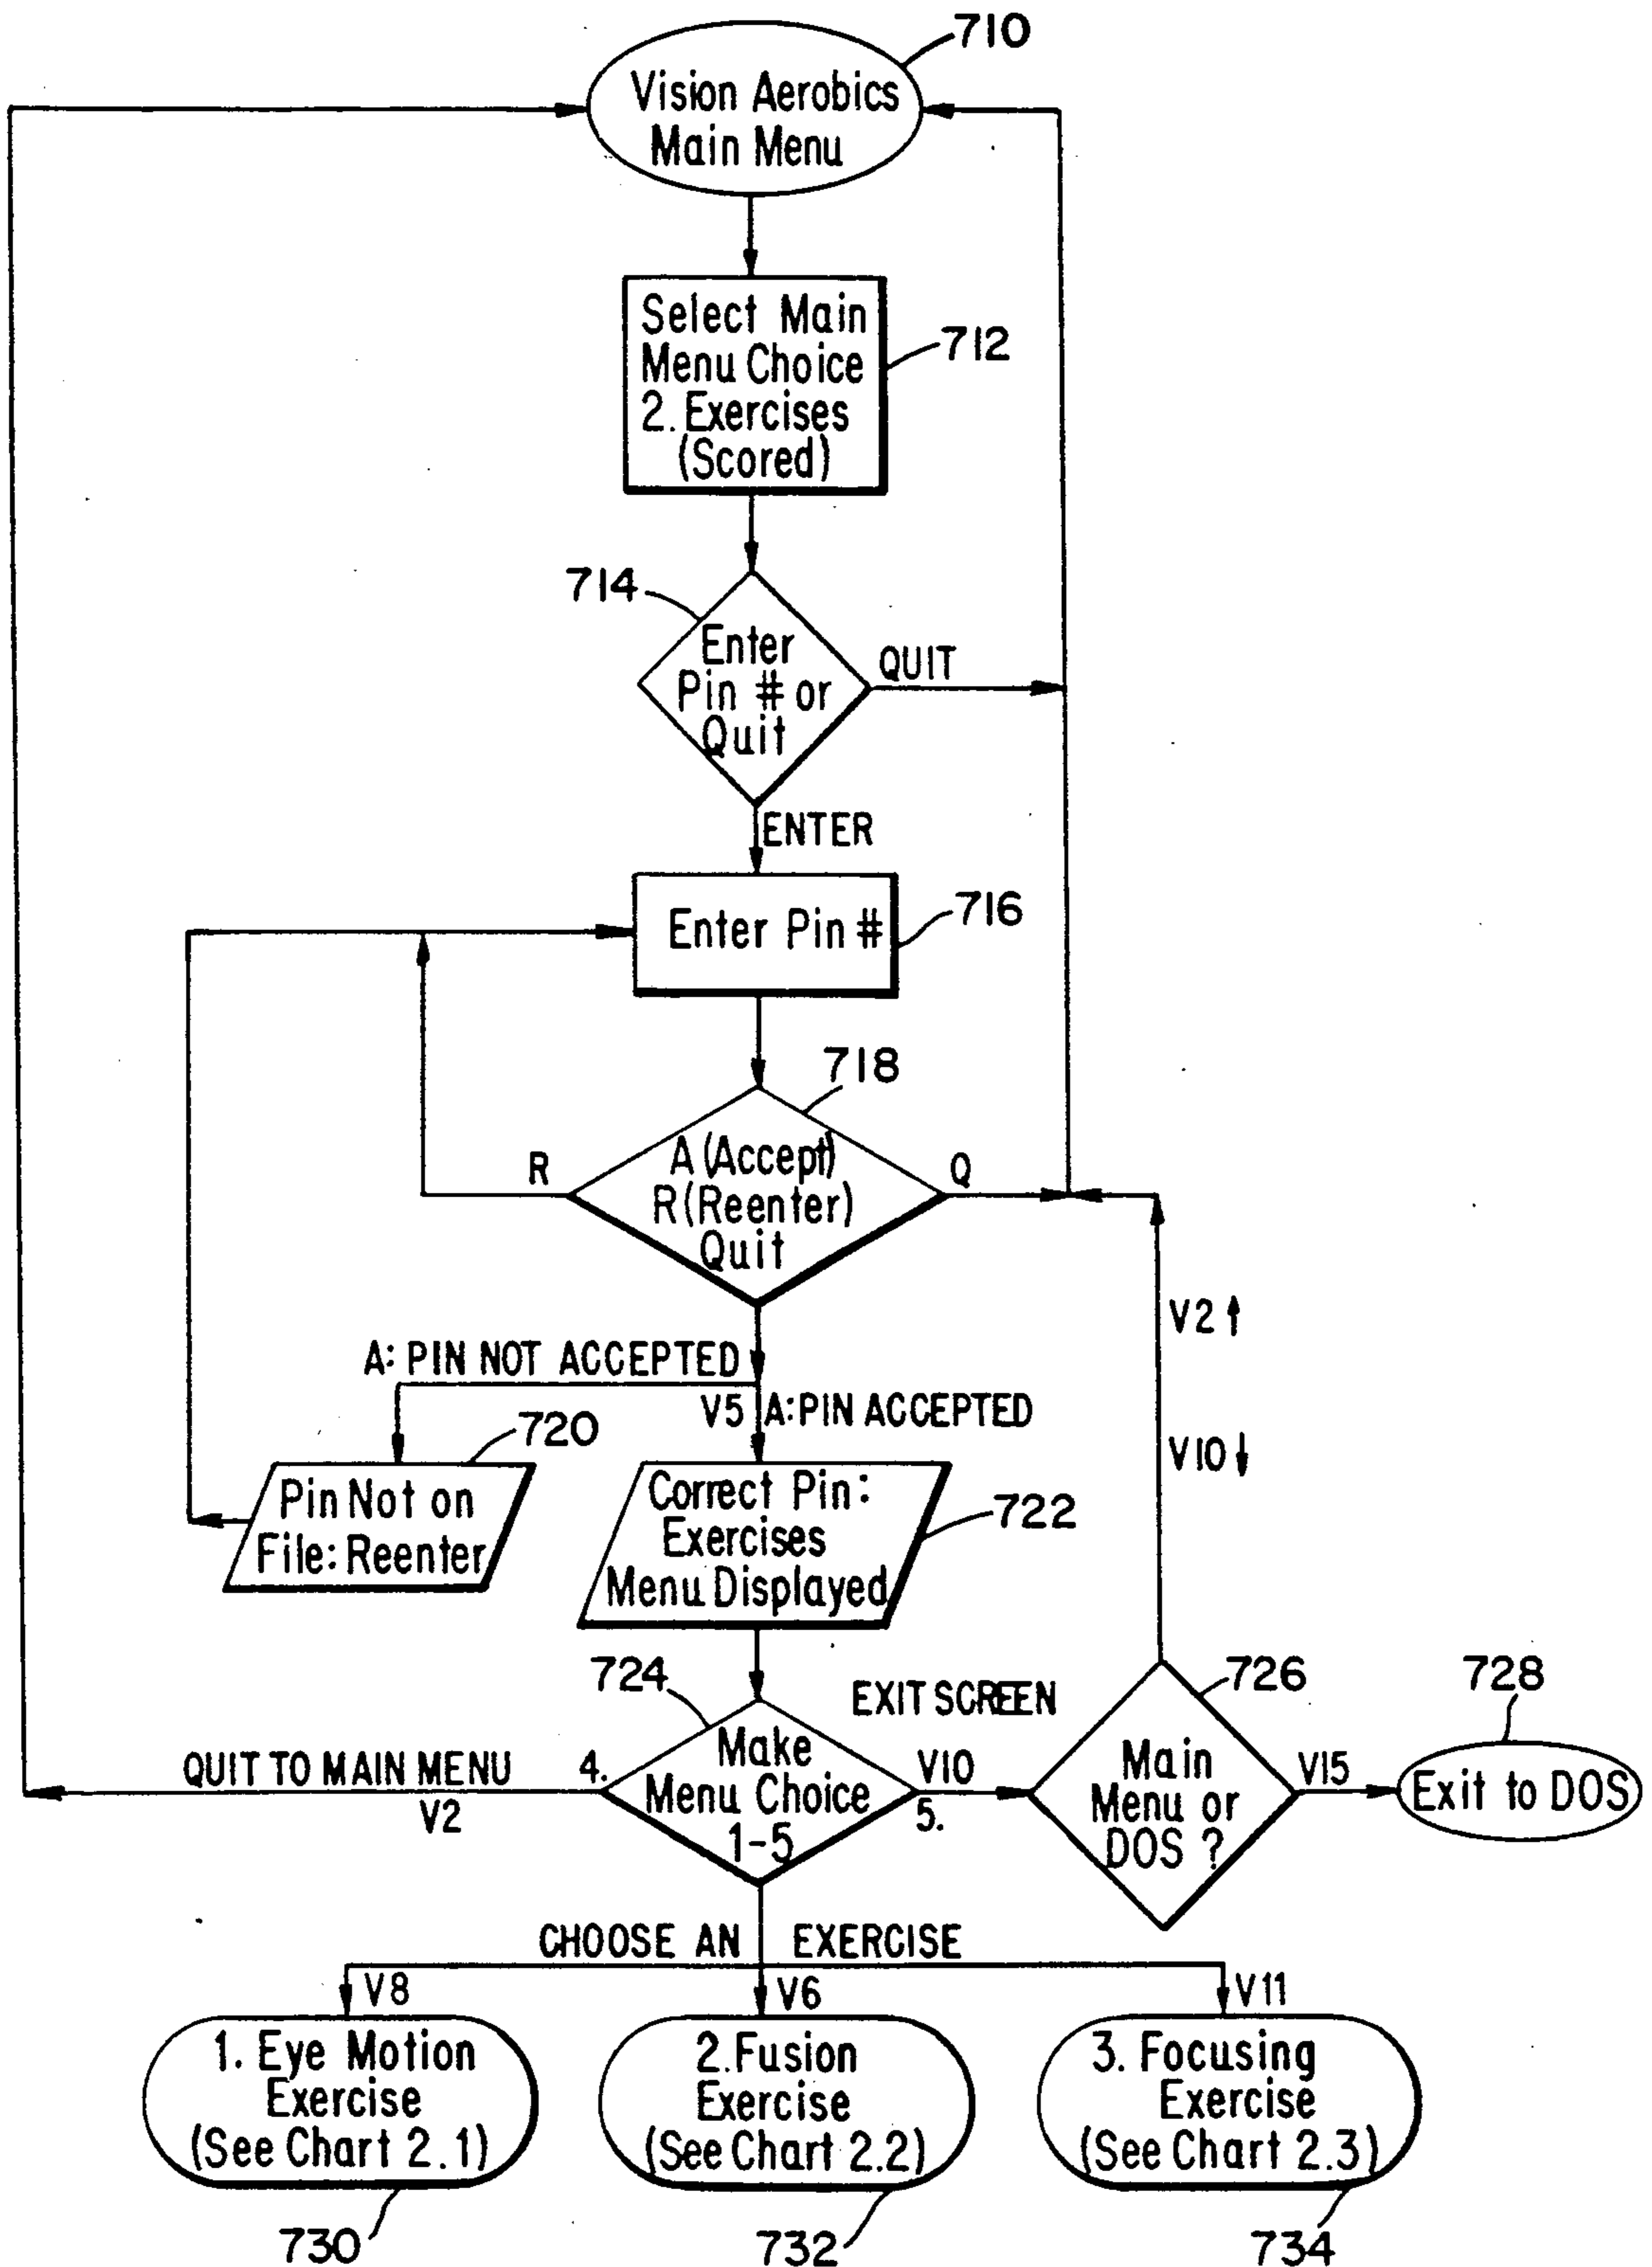 710
Vision Aerobics
Main Menu
Select Main
Menu Choice
2. Exercises
(Scored)
712
714
Enter
Pin # or
Quit
QUIT
ENTER
Enter Pin #
716
718
R
A (Accept)
R (Reenter)
Quit
Q
V2↑
A: PIN NOT ACCEPTED
V5 A: PIN ACCEPTED
V10↓
720
Pin Not on
File: Reenter
Correct Pin:
Exercises
Menu Displayed
722
724
EXIT SCREEN
726
728
QUIT TO MAIN MENU
V2
4.
Make
Menu Choice
1-5
V10
5.
Main
Menu or
DOS ?
V15
Exit to DOS
CHOOSE AN EXERCISE
V8
V6
V11
1. Eye Motion
Exercise
(See Chart 2.1)
2. Fusion
Exercise
(See Chart 2.2)
3. Focusing
Exercise
(See Chart 2.3)
730
732
734